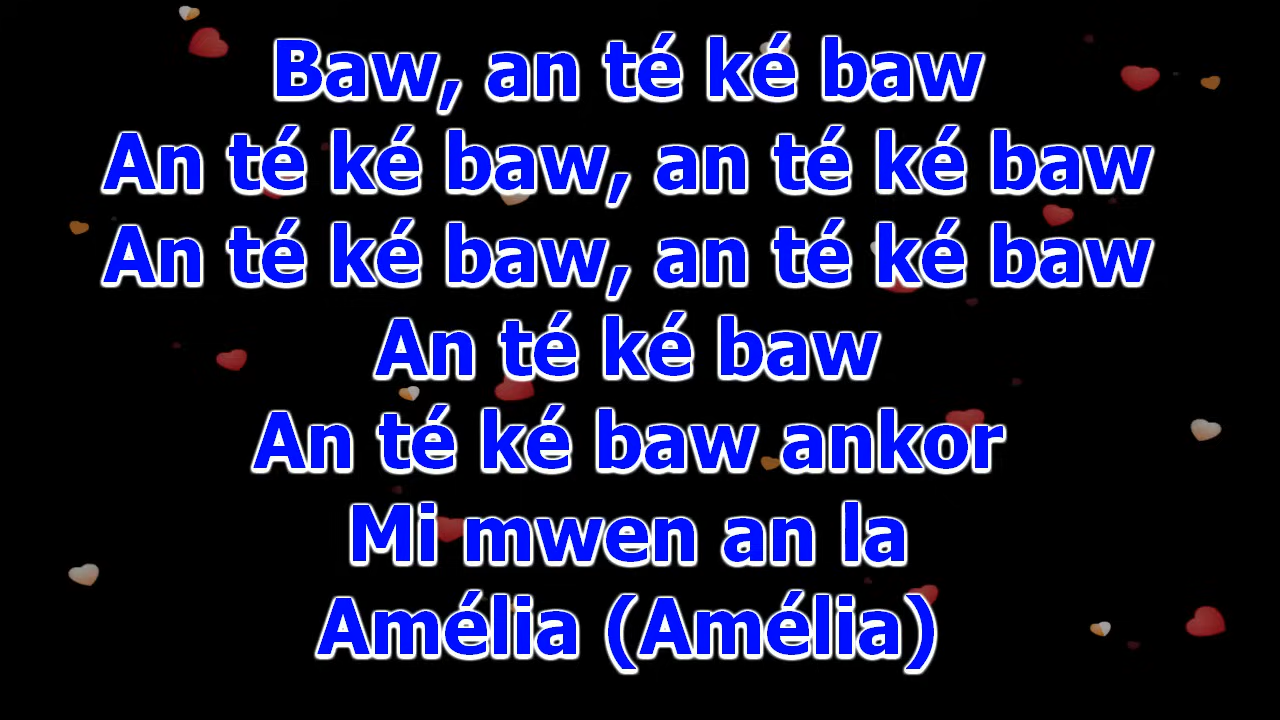 Baw, an té ké baw
An té ké baw, an té ké baw
An té ké baw, an té ké baw
An té ké baw
An té ké baw ankor
Mi mwen an la
Amélia (Amélia)